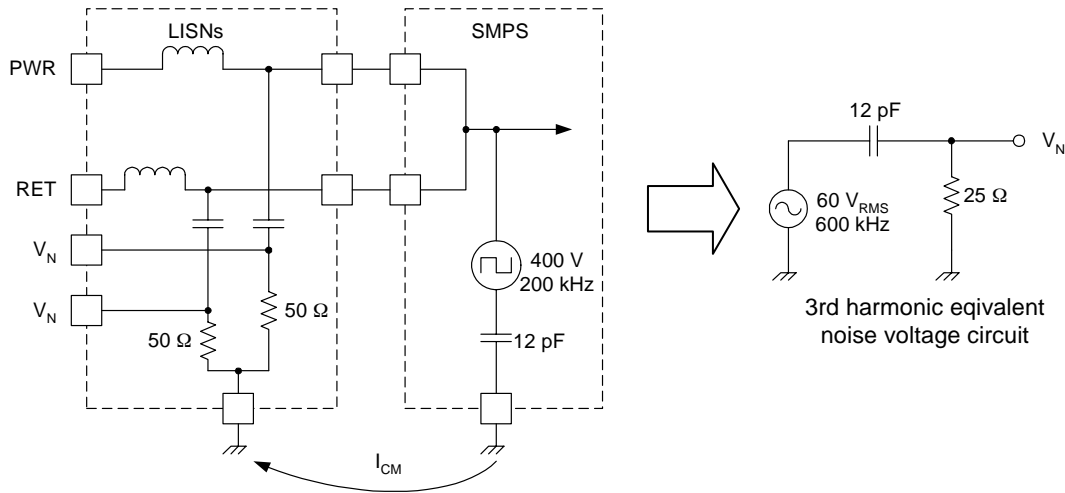 LISNs
SMPS
PWR
RET
V_N
V_N
50 Ω
50 Ω
400 V
200 kHz
12 pF
I_CM
12 pF
V_N
60 V_RMS
600 kHz
25 Ω
3rd harmonic eqivalent
noise voltage circuit